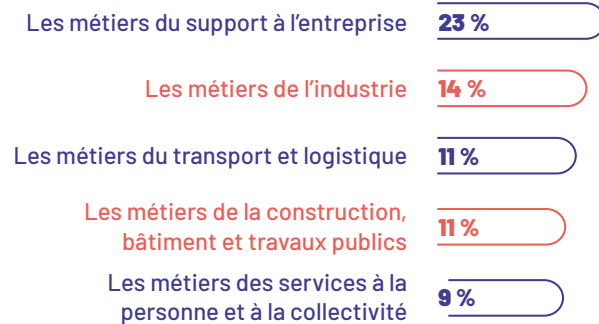 Les métiers du support à l’entreprise 23 %
Les métiers de l’industrie 14 %
Les métiers du transport et logistique 11 %
Les métiers de la construction,
bâtiment et travaux publics 11 %
Les métiers des services à la
personne et à la collectivité 9 %